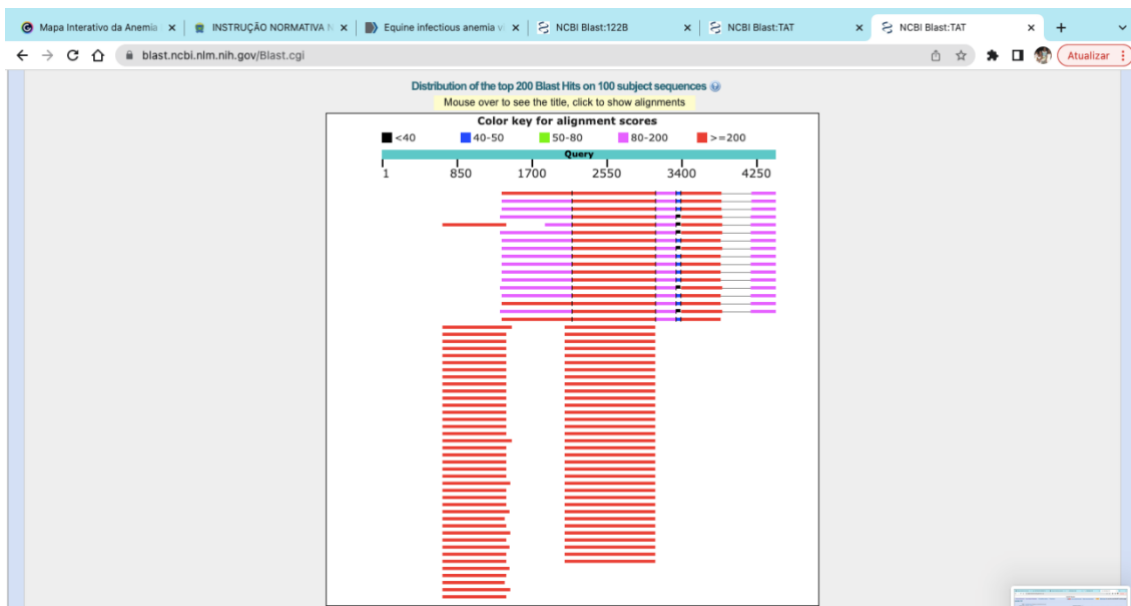 Mapa Interativo da Anemia
INSTRUÇÃO NORMATIVA N
Equine infectious anemia v
NCBI Blast:122B
NCBI Blast:TAT
NCBI Blast:TAT
blast.ncbi.nlm.nih.gov/Blast.cgi
Atualizar
Distribution of the top 200 Blast Hits on 100 subject sequences
Mouse over to see the title, click to show alignments
Color key for alignment scores
<40 40-50 50-80 80-200 >=200
Query
1 850 1700 2550 3400 4250